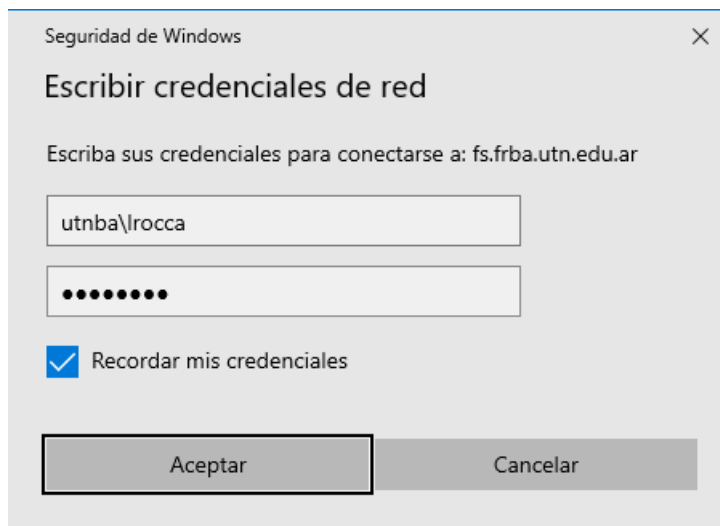 Seguridad de Windows
Escribir credenciales de red
Escriba sus credenciales para conectarse a: fs.frba.utn.edu.ar
utnba\lrocca
••••••••
Recordar mis credenciales
Aceptar
Cancelar